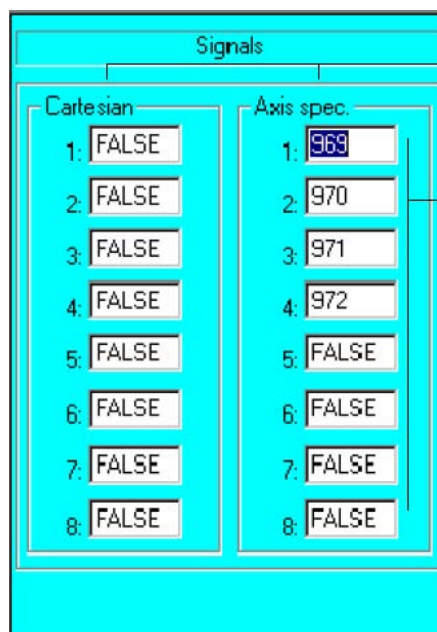 Signals
Cartesian
1: FALSE
2: FALSE
3: FALSE
4: FALSE
5: FALSE
6: FALSE
7: FALSE
8: FALSE
Axis spec.
1: 969
2: 970
3: 971
4: 972
5: FALSE
6: FALSE
7: FALSE
8: FALSE